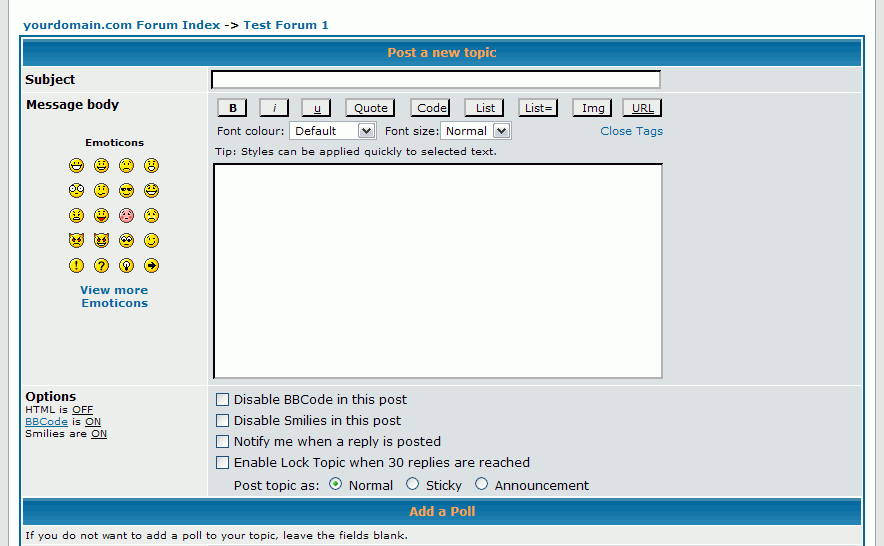 yourdomain.com Forum Index -> Test Forum 1
Post a new topic
Subject
Message body
B i u Quote Code List List= Img URL
Font colour: Default Font size: Normal Close Tags
Tip: Styles can be applied quickly to selected text.
Emoticons
View more
Emoticons
Options
HTML is OFF
BBCode is ON
Smilies are ON
Disable BBCode in this post
Disable Smilies in this post
Notify me when a reply is posted
Enable Lock Topic when 30 replies are reached
Post topic as: Normal Sticky Announcement
Add a Poll
If you do not want to add a poll to your topic, leave the fields blank.